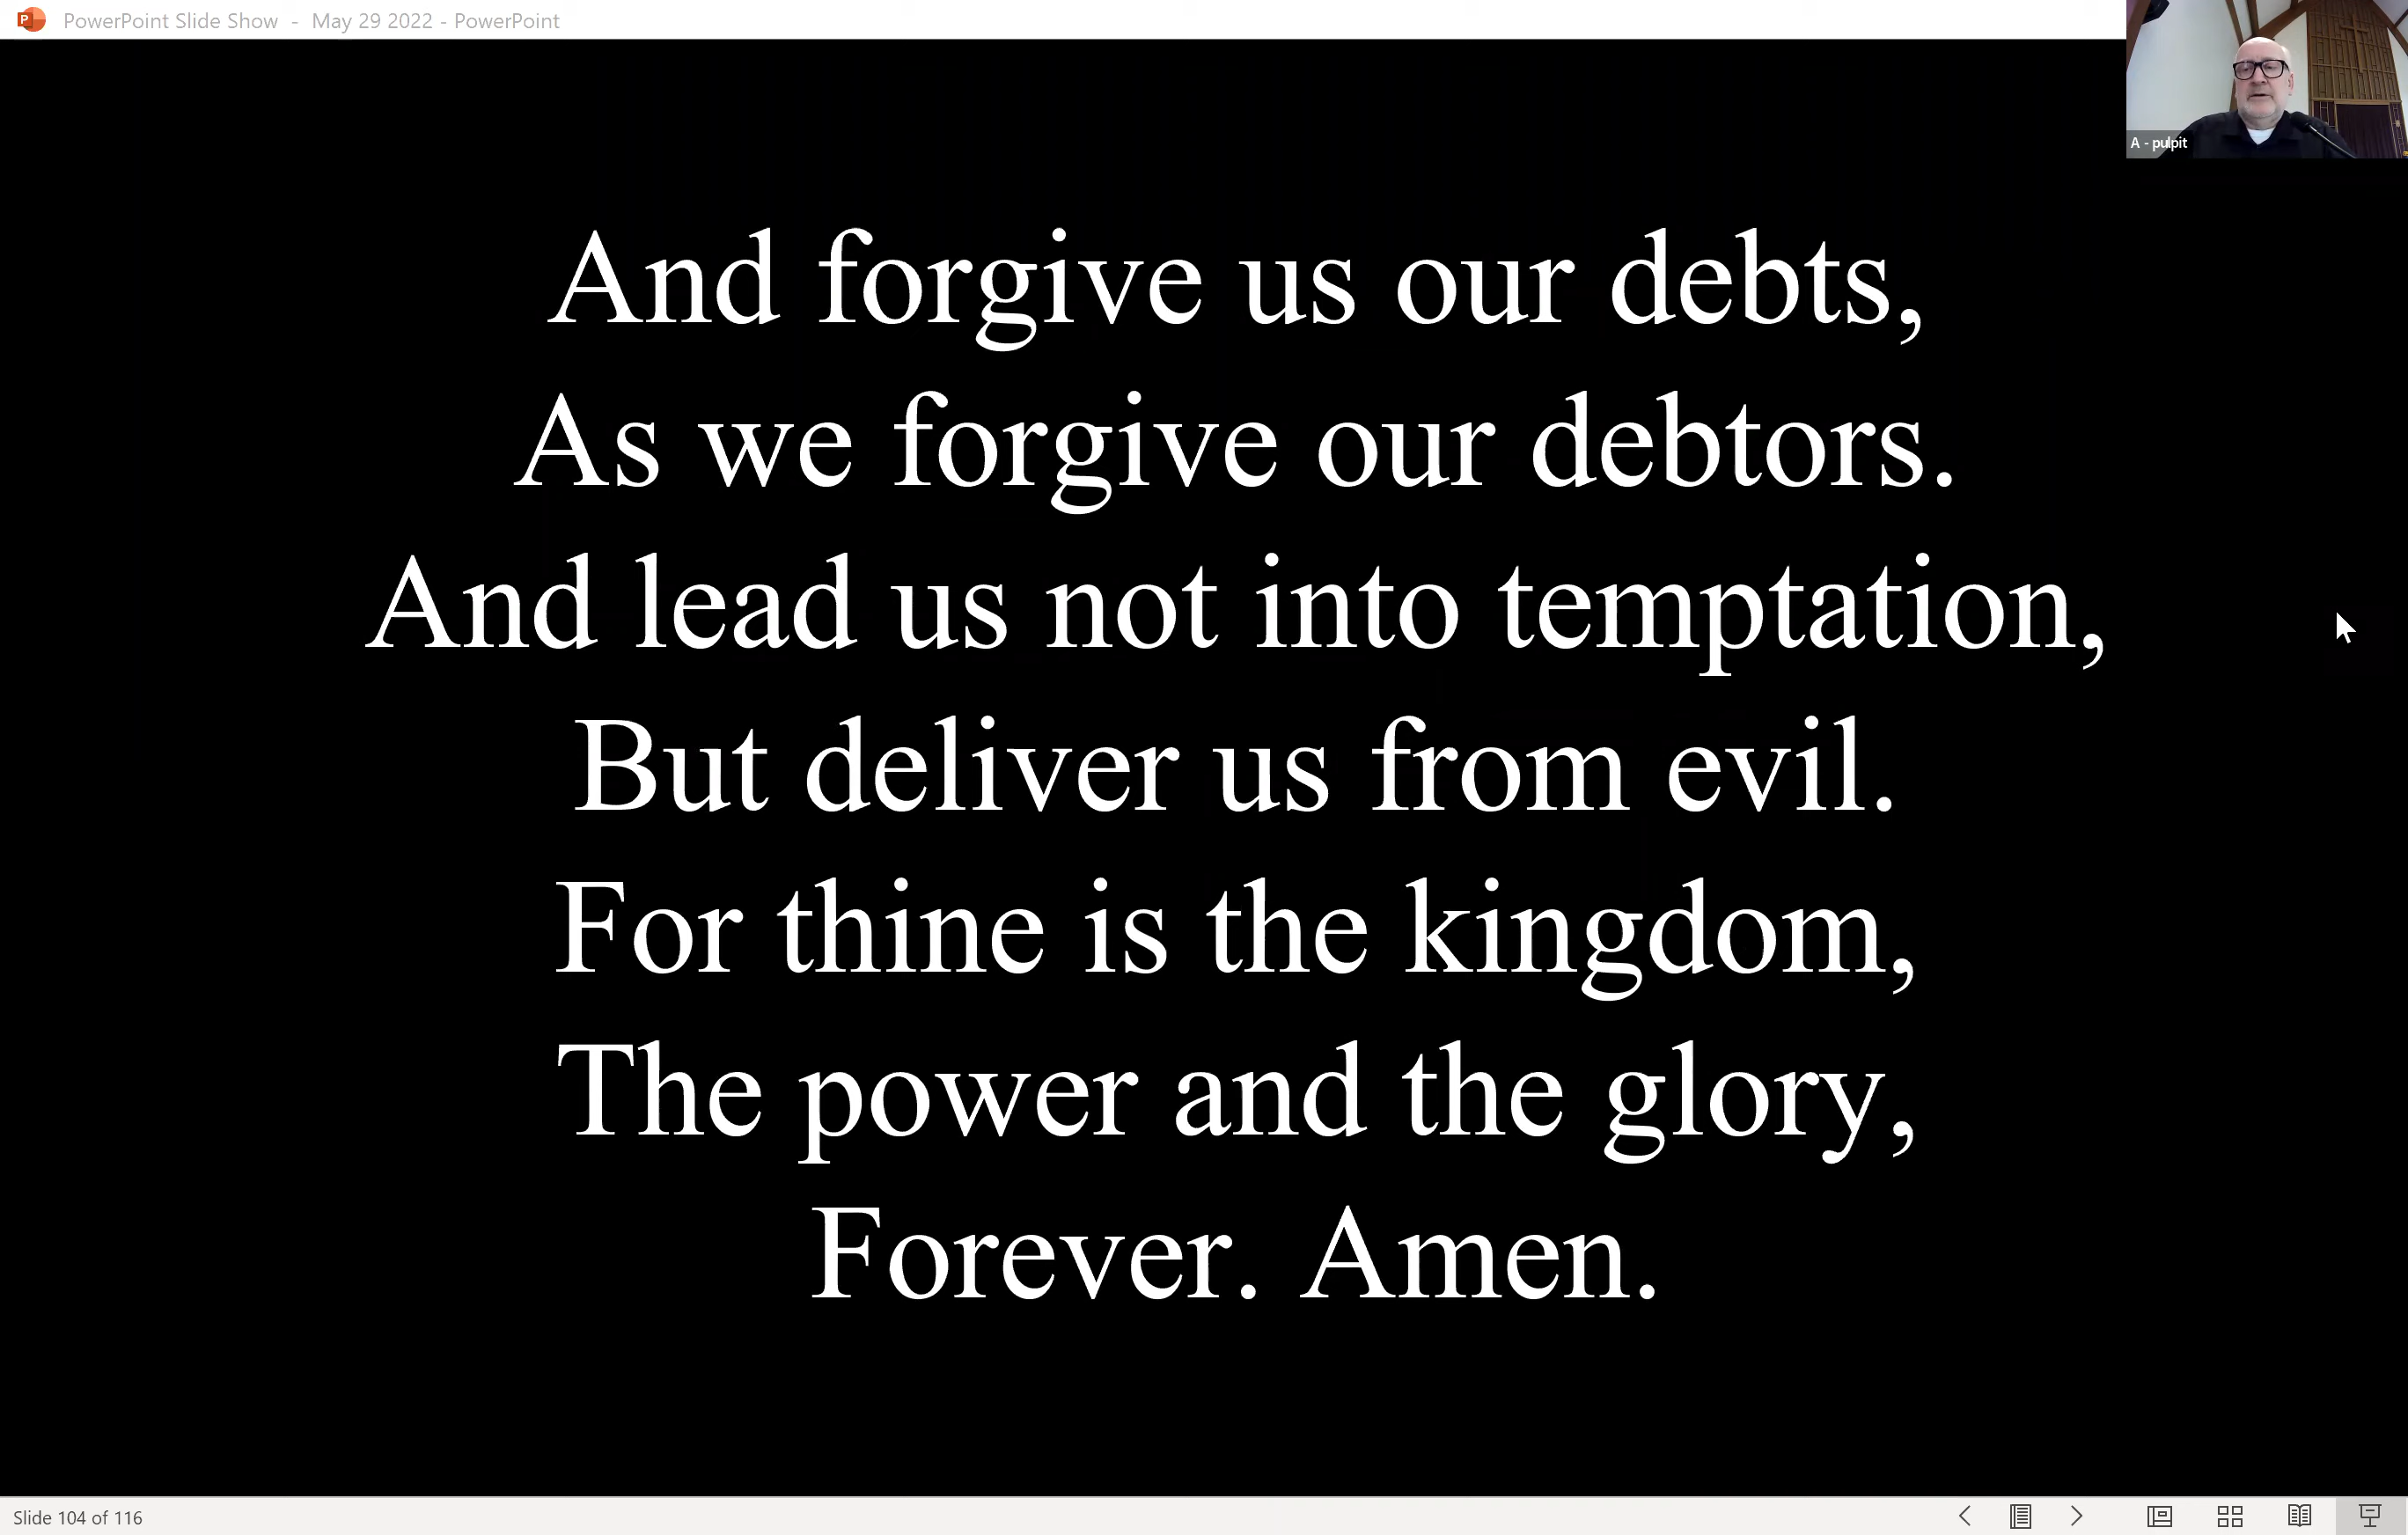 PowerPoint Slide Show - May 29 2022 - PowerPoint
A - pulpit
And forgive us our debts,
As we forgive our debtors.
And lead us not into temptation,
But deliver us from evil.
For thine is the kingdom,
The power and the glory,
Forever. Amen.
Slide 104 of 116